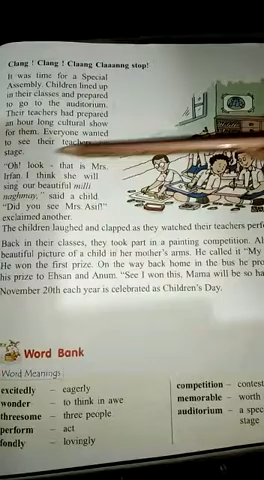 Clang ! Clang ! Claang Claaanng stop!
It was time for a Special
Assembly. Children lined up
in their classes and prepared
to go to the auditorium.
Their teachers had prepared
an hour long cultural show
for them. Everyone wanted
to see their teachers on
stage.
"Oh! look - that is Mrs.
Irfan. I think she will
sing our beautiful milli
naghmay," said a child.
"Did you see Mrs. Asif!"
exclaimed another.
The children laughed and clapped as they watched their teachers perf
Back in their classes, they took part in a painting competition. Al
beautiful picture of a child in her mother's arms. He called it "My
He won the first prize. On the way back home in the bus he pro
his prize to Ehsan and Anum. "See I won this. Mama will be so ha
November 20th each year is celebrated as Children's Day.
Word Bank
Word Meanings
excitedly – eagerly
wonder – to think in awe
threesome – three people
perform – act
fondly – lovingly
competition – contest
memorable – worth
auditorium – a spec
stage